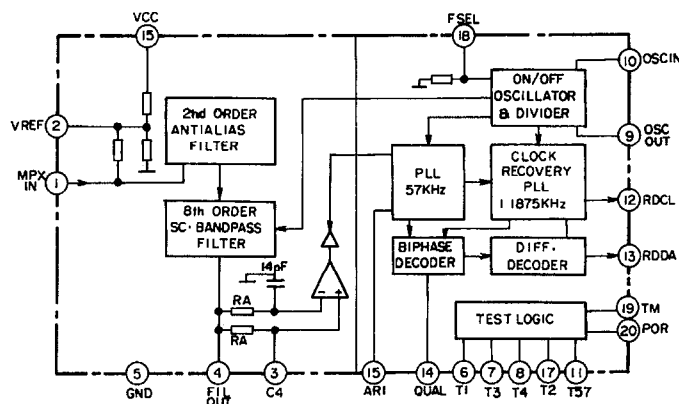 VCC
15
FSEL
18
10 OSCIN
ON/OFF
OSCILLATOR
& DIVIDER
2nd ORDER
ANTIALIAS
FILTER
VREF 2
9 OSC
OUT
MPX
IN 1
PLL
57KHz
CLOCK
RECOVERY
PLL
1 1875KHz
12 RDCL
8th ORDER
SC·BANDPASS
FILTER
BIPHASE
DECODER
DIFF.
DECODER
13 RDDA
14pF
RA
- +
RA
TEST LOGIC
19 TM
20 POR
5 4 3 15 14 6 7 8 17 11
GND FIL
OUT C4 ARI QUAL T1 T3 T4 T2 T57